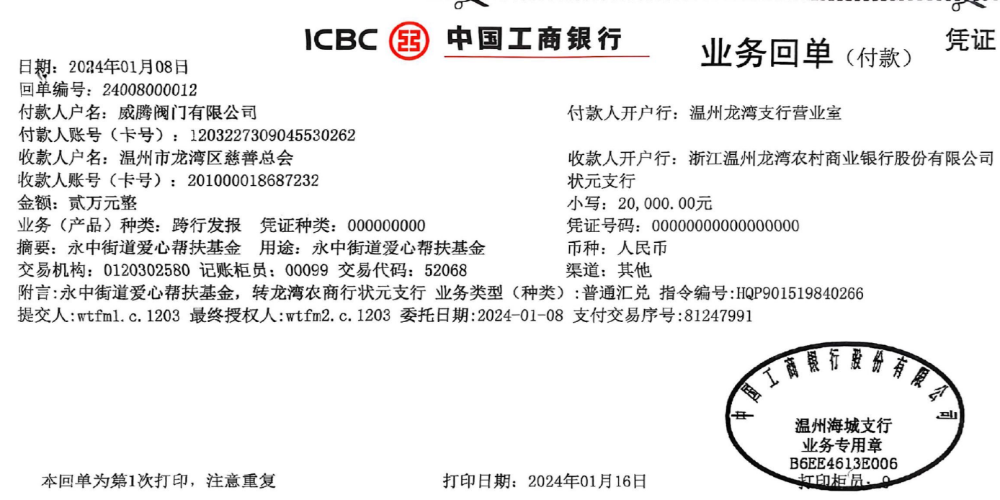 ICBC 中国工商银行
业务回单（付款）
凭证
日期：2024年01月08日
回单编号：24008000012
付款人户名：威腾阀门有限公司 付款人开户行：温州龙湾支行营业室
付款人账号（卡号）：1203227309045530262
收款人户名：温州市龙湾区慈善总会 收款人开户行：浙江温州龙湾农村商业银行股份有限公司
收款人账号（卡号）：201000018687232 状元支行
金额：贰万元整 小写：20,000.00元
业务（产品）种类：跨行发报 凭证种类：000000000 凭证号码：00000000000000000
摘要：永中街道爱心帮扶基金 用途：永中街道爱心帮扶基金 币种：人民币
交易机构：0120302580 记账柜员：00099 交易代码：52068 渠道：其他
附言:永中街道爱心帮扶基金，转龙湾农商行状元支行 业务类型（种类）:普通汇兑 指令编号:HQP901519840266
提交人:wtfm1.c.1203 最终授权人:wtfm2.c.1203 委托日期:2024-01-08 支付交易序号:81247991
中国工商银行股份有限公司
温州海城支行
业务专用章
B6EE4613E006
本回单为第1次打印，注意重复 打印日期：2024年01月16日 打印柜员：9